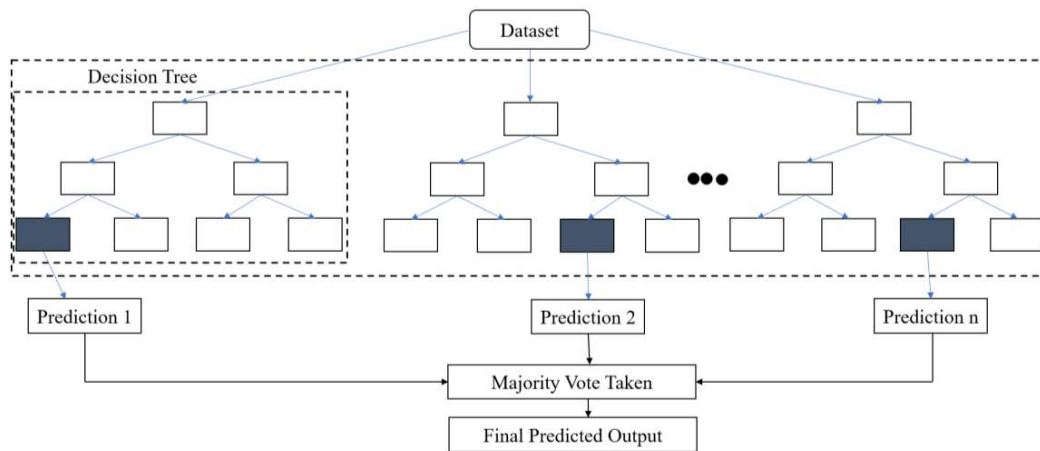 Dataset
Decision Tree
Prediction 1
Prediction 2
Prediction n
Majority Vote Taken
Final Predicted Output